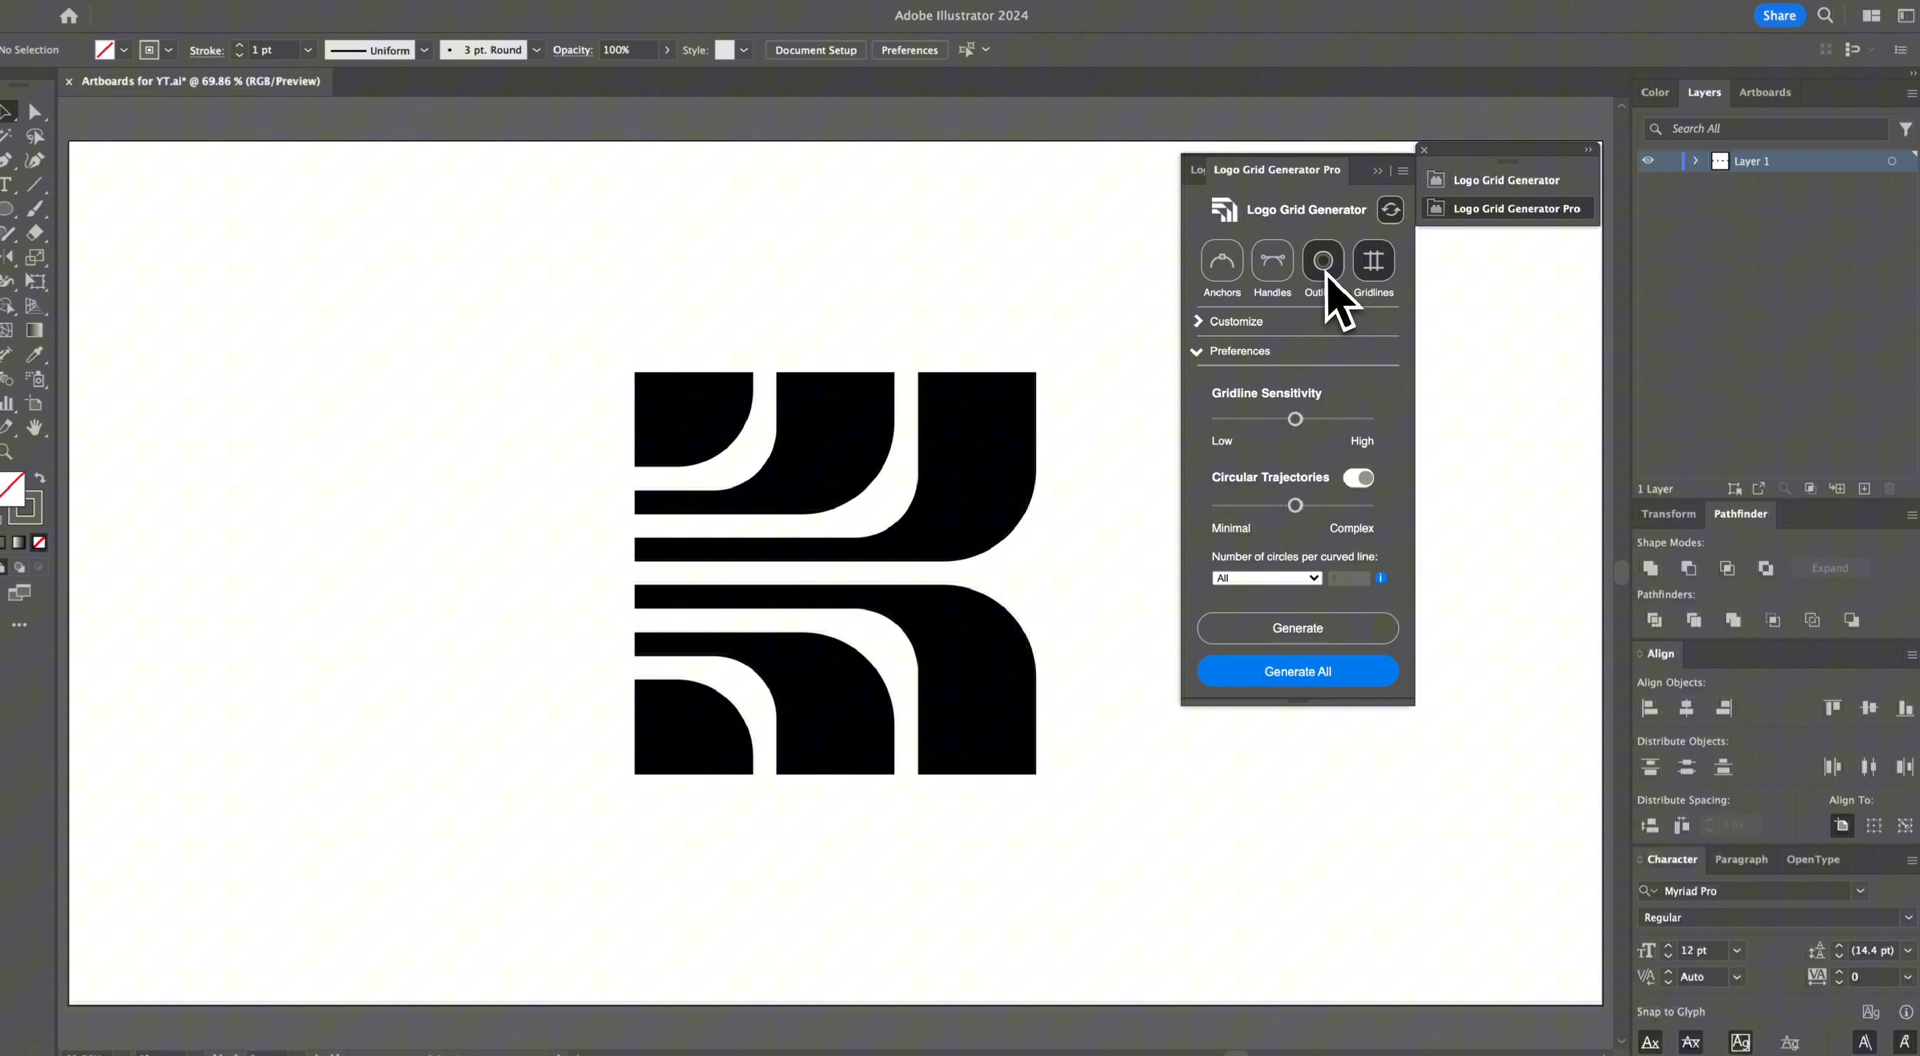 Adobe Illustrator 2024
Share
No Selection
Stroke:
1 pt
Uniform
3 pt. Round
Opacity:
100%
Style:
Document Setup
Preferences
× Artboards for YT.ai* @ 69.86 % (RGB/Preview)
Logo Grid Generator Pro
Logo Grid Generator
Anchors
Handles
Gridlines
Customize
Preferences
Gridline Sensitivity
Low
High
Circular Trajectories
Minimal
Complex
Number of circles per curved line:
All
Generate
Generate All
Logo Grid Generator
Logo Grid Generator Pro
Color
Layers
Artboards
Search All
Layer 1
1 Layer
Transform
Pathfinder
Shape Modes:
Expand
Pathfinders:
Align
Align Objects:
Distribute Objects:
Distribute Spacing:
Align To:
0 px
Character
Paragraph
OpenType
Myriad Pro
Regular
12 pt
(14.4 pt)
Auto
0
Snap to Glyph